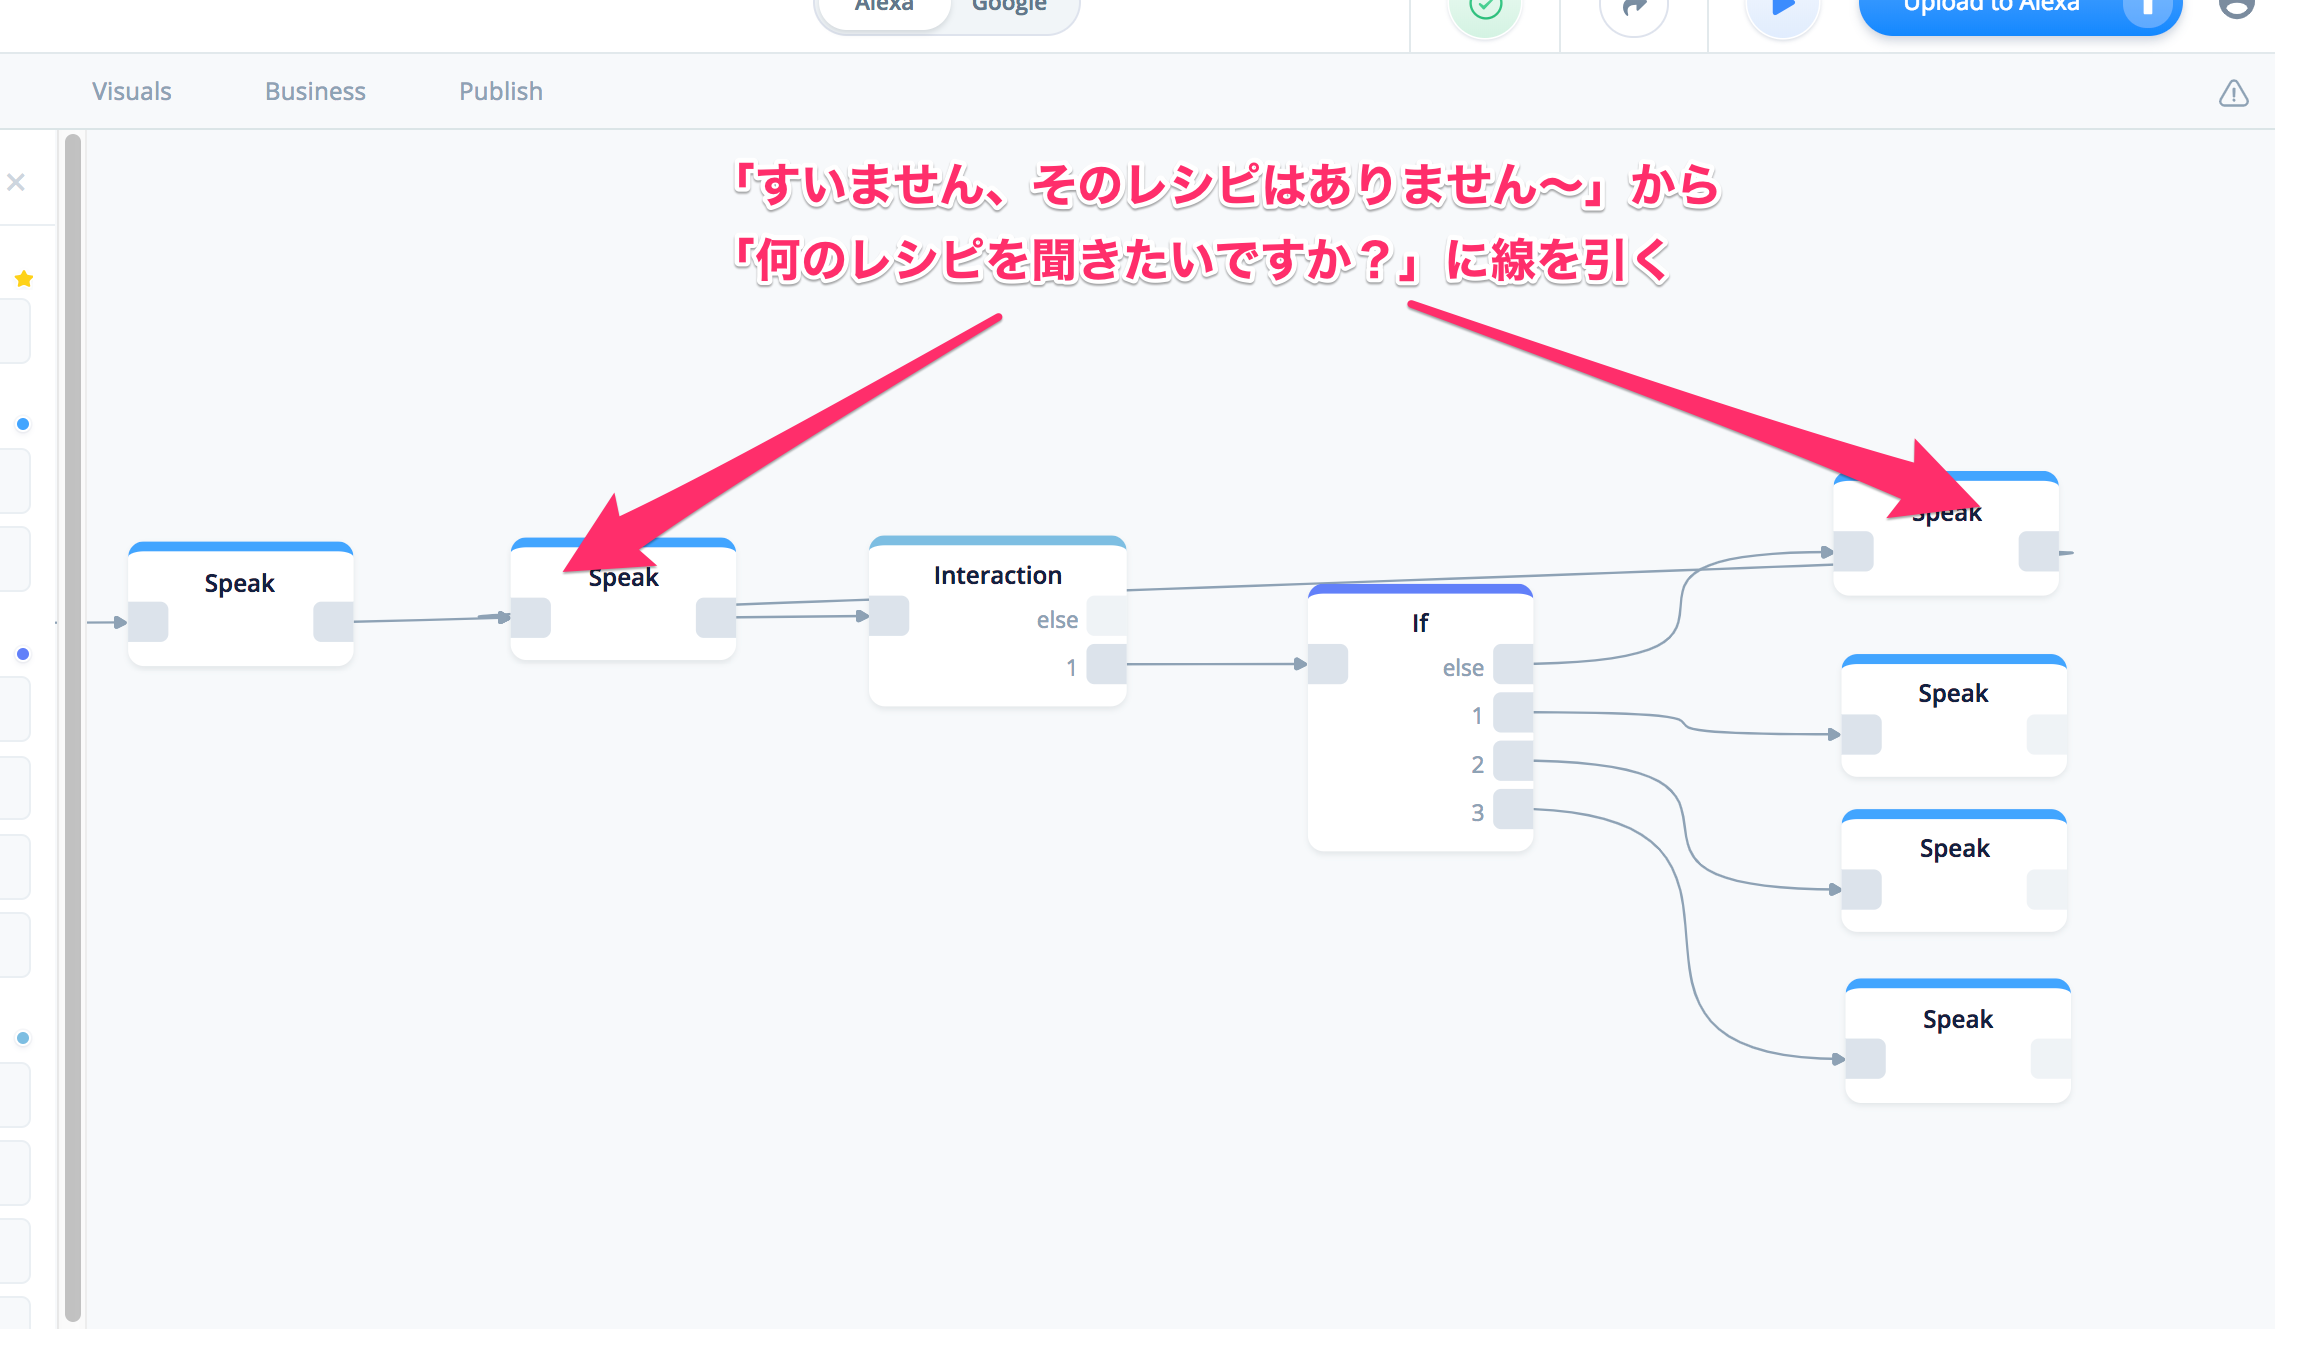 Alexa
Google
Upload to Alexa
Visuals
Business
Publish
「すいません、そのレシピはありません〜」から
「何のレシピを聞きたいですか？」に線を引く
Speak
Speak
Interaction
else
1
If
else
1
2
3
Speak
Speak
Speak
Speak